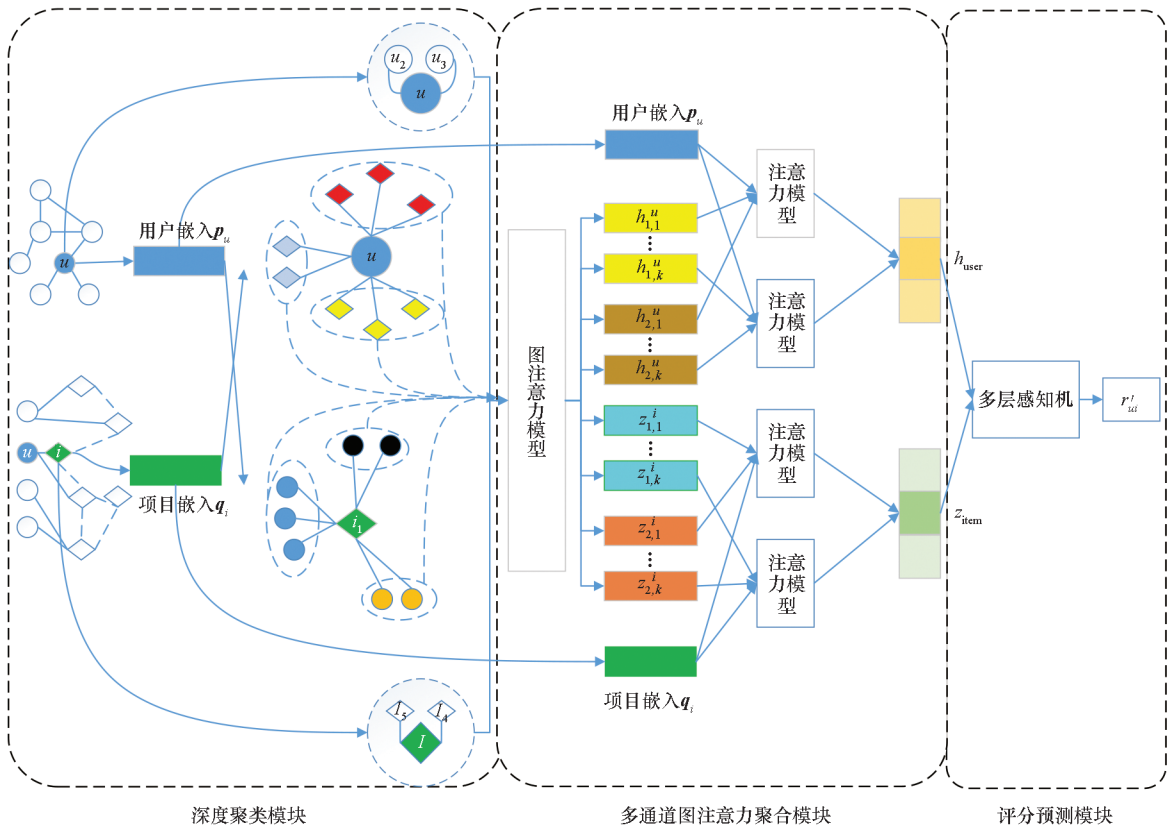 u₂ u₃
u
用户嵌入pᵤ
u
u
u i
项目嵌入qᵢ
i₁
I₅ I₄
I
深度聚类模块
用户嵌入pᵤ
图注意力模型
h₁,₁ᵘ
⋮
h₁,ₖᵘ
h₂,₁ᵘ
⋮
h₂,ₖᵘ
z₁,₁ⁱ
⋮
z₁,ₖⁱ
z₂,₁ⁱ
⋮
z₂,ₖⁱ
项目嵌入qᵢ
注意
力模
型
注意
力模
型
注意
力模
型
注意
力模
型
多通道图注意力聚合模块
h_user
z_item
多层感知机
r′ᵤᵢ
评分预测模块